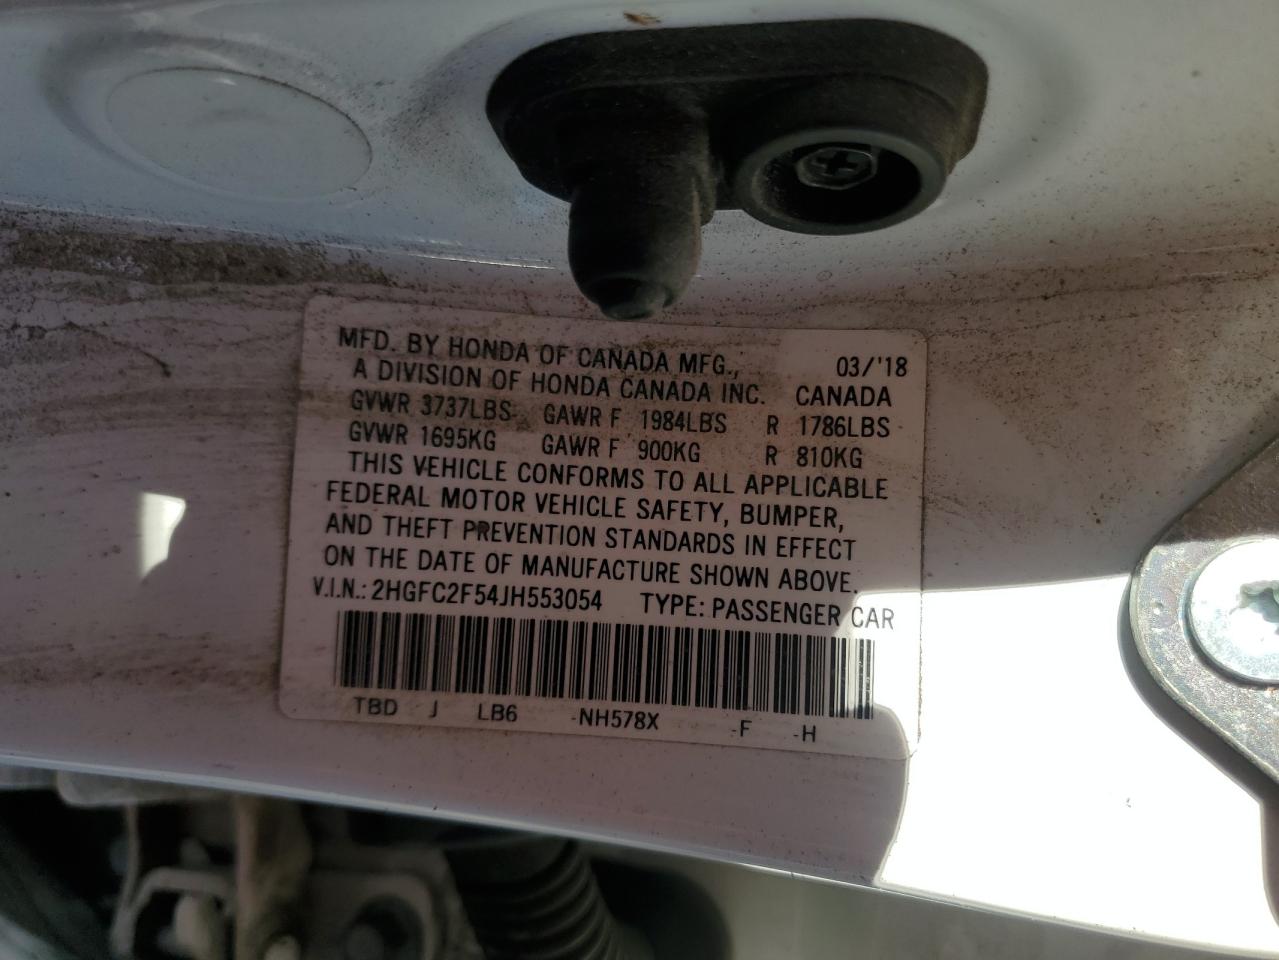 MFD. BY HONDA OF CANADA MFG., 03/'18
A DIVISION OF HONDA CANADA INC. CANADA
GVWR 3737LBS GAWR F 1984LBS R 1786LBS
GVWR 1695KG GAWR F 900KG R 810KG
THIS VEHICLE CONFORMS TO ALL APPLICABLE
FEDERAL MOTOR VEHICLE SAFETY, BUMPER,
AND THEFT PREVENTION STANDARDS IN EFFECT
ON THE DATE OF MANUFACTURE SHOWN ABOVE.
V.I.N.: 2HGFC2F54JH553054 TYPE: PASSENGER CAR
TBD J LB6 -NH578X -F -H